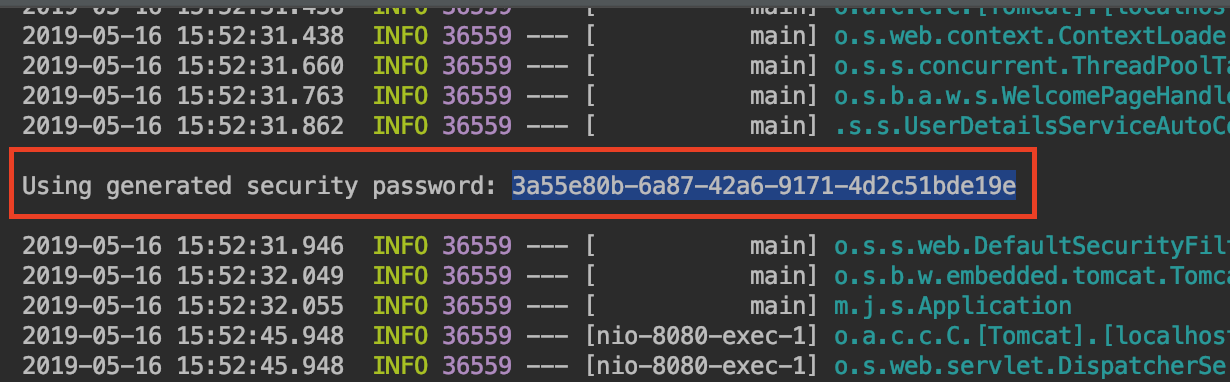 2019-05-16 15:52:31.438 INFO 36559 --- [ main] o.a.c.c.C.[Tomcat].[localhos
2019-05-16 15:52:31.438 INFO 36559 --- [ main] o.s.web.context.ContextLoade
2019-05-16 15:52:31.660 INFO 36559 --- [ main] o.s.s.concurrent.ThreadPoolTa
2019-05-16 15:52:31.763 INFO 36559 --- [ main] o.s.b.a.w.s.WelcomePageHandle
2019-05-16 15:52:31.862 INFO 36559 --- [ main] .s.s.UserDetailsServiceAutoCo
Using generated security password: 3a55e80b-6a87-42a6-9171-4d2c51bde19e
2019-05-16 15:52:31.946 INFO 36559 --- [ main] o.s.s.web.DefaultSecurityFilt
2019-05-16 15:52:32.049 INFO 36559 --- [ main] o.s.b.w.embedded.tomcat.Tomca
2019-05-16 15:52:32.055 INFO 36559 --- [ main] m.j.s.Application
2019-05-16 15:52:45.948 INFO 36559 --- [nio-8080-exec-1] o.a.c.c.C.[Tomcat].[localhos
2019-05-16 15:52:45.948 INFO 36559 --- [nio-8080-exec-1] o.s.web.servlet.DispatcherSe